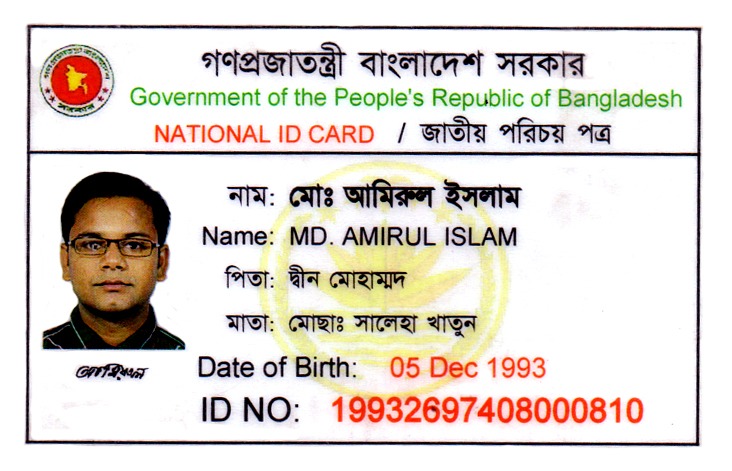 গণপ্রজাতন্ত্রী বাংলাদেশ সরকার
Government of the People's Republic of Bangladesh
NATIONAL ID CARD / জাতীয় পরিচয় পত্র
নাম: মোঃ আমিরুল ইসলাম
Name: MD. AMIRUL ISLAM
পিতা: দ্বীন মোহাম্মদ
মাতা: মোছাঃ সালেহা খাতুন
Date of Birth: 05 Dec 1993
ID NO: 19932697408000810